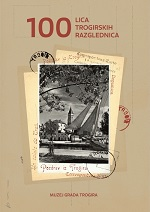 100 LICA
TROGIRSKIH
RAZGLEDNICA
Pozdrav iz Trogira
MUZEJ GRADA TROGIRA